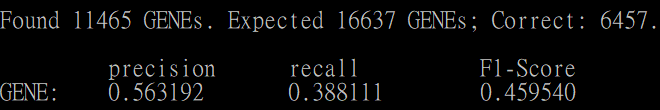 Found 11465 GENEs. Expected 16637 GENEs; Correct: 6457.
precision recall F1-Score
GENE: 0.563192 0.388111 0.459540